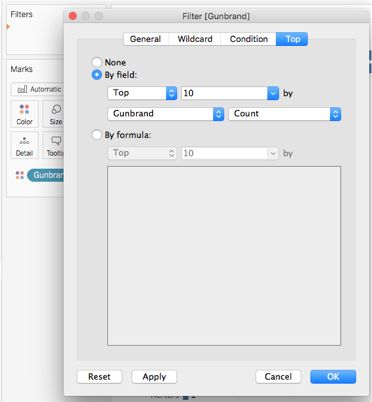 Filters
Marks
Automatic
Color
Size
Detail
Tooltip
Gunbrand
Filter [Gunbrand]
General Wildcard Condition Top
None
By field:
Top 10 by
Gunbrand Count
By formula:
Top 10 by
Reset Apply Cancel OK